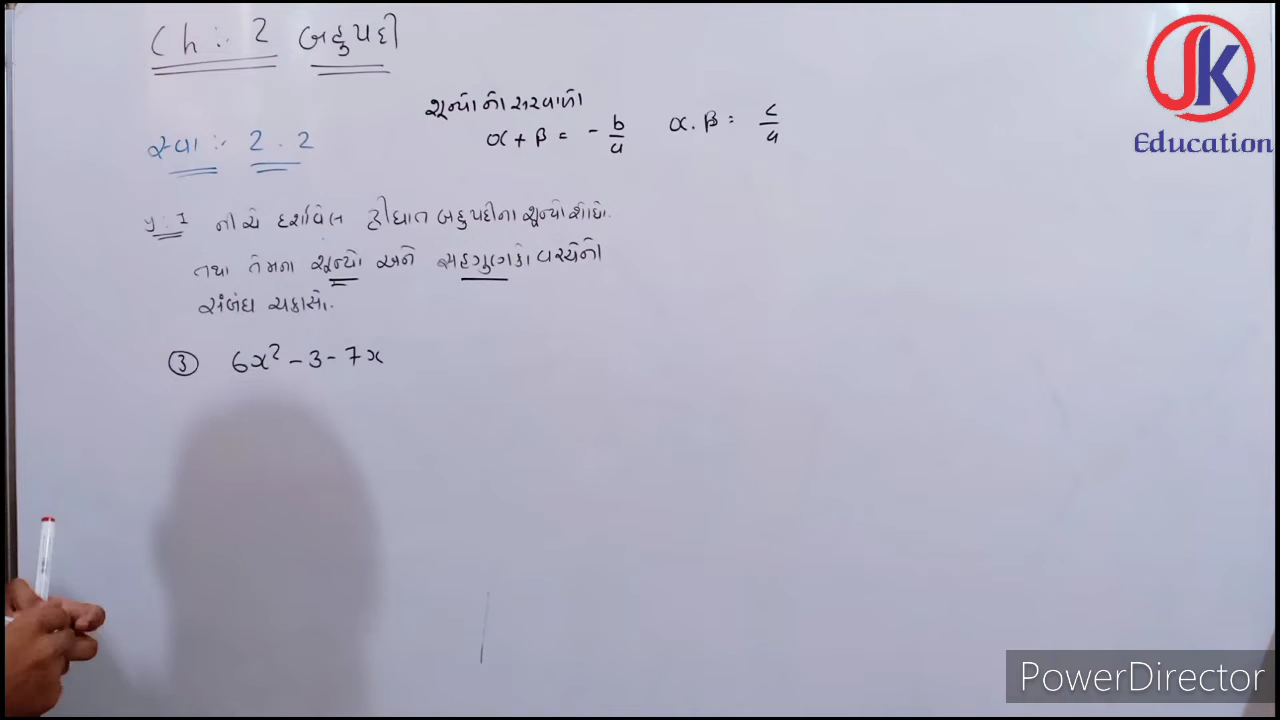 Ch :- 2 બહુપદી
JK
Education
શૂન્યોનો સરવાળો
α + β = - b/a α . β = c/a
સ્વા :- 2.2
પ્ર : 1 નીચે દર્શાવેલ દ્વીઘાત બહુપદીના શૂન્યો શોધો.
તથા તેમના શૂન્યો અને સહગુણકો વચ્ચેનો
સંબંધ ચકાસો.
③ 6x² - 3 - 7x
PowerDirector